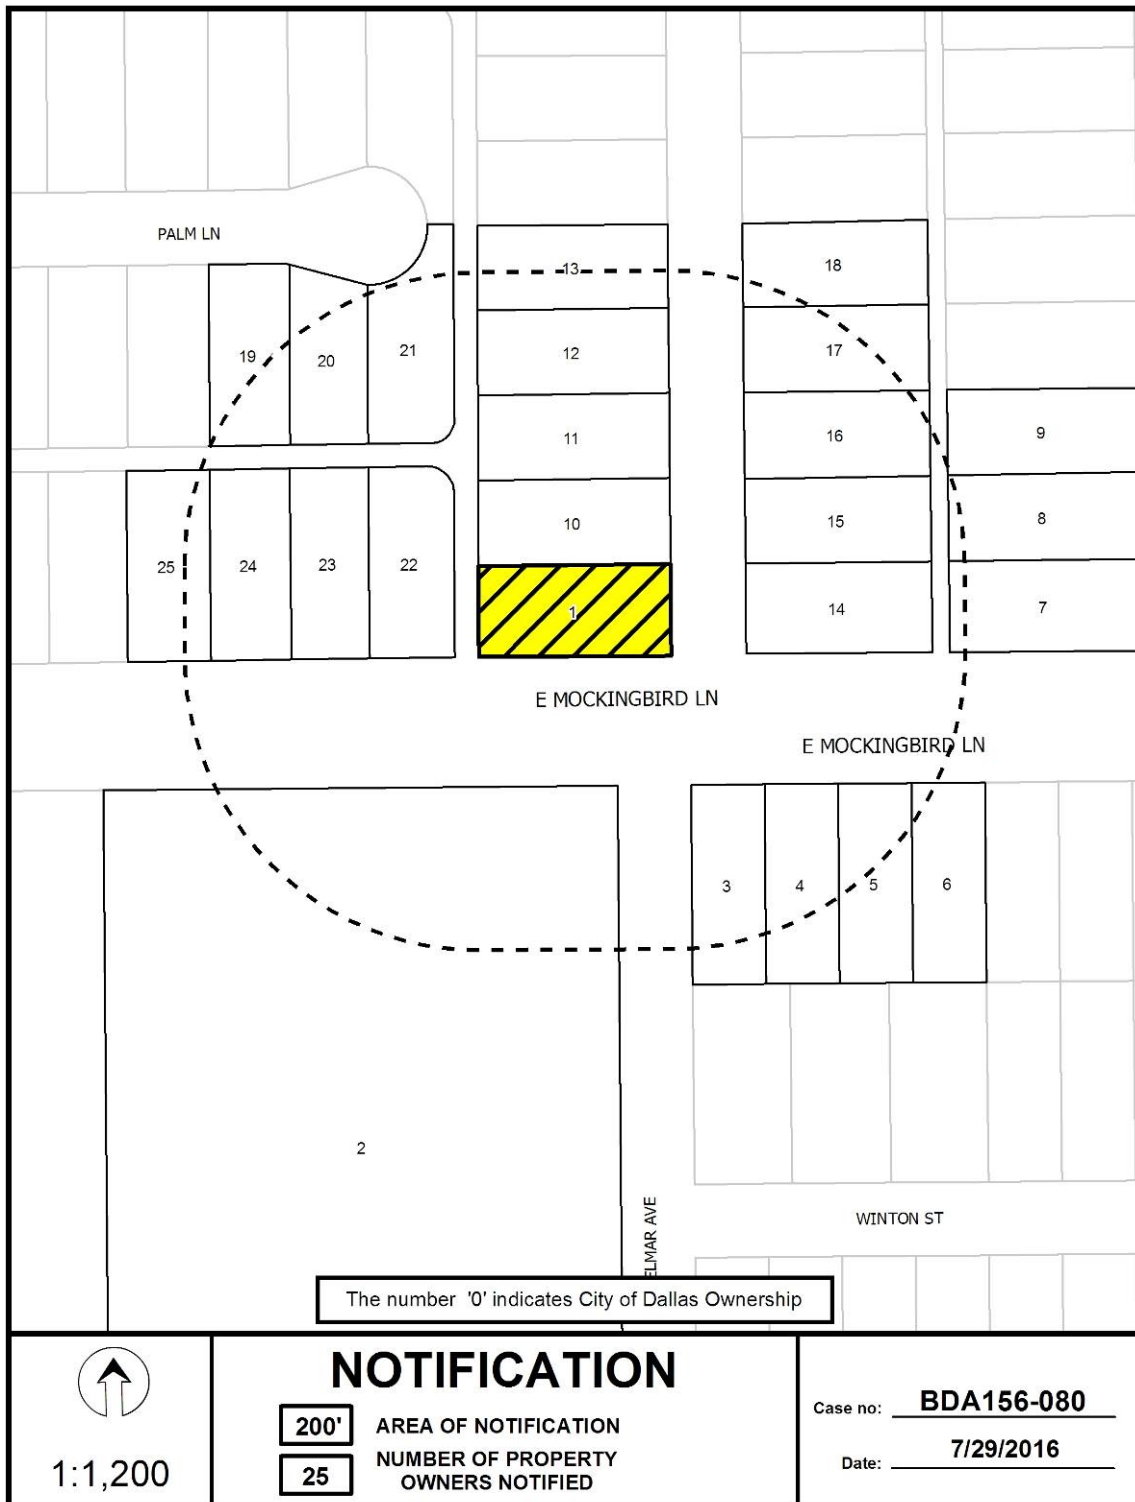 PALM LN
13
18
12
17
19
20
21
11
16
9
10
15
8
25
24
23
22
1
14
7
E MOCKINGBIRD LN
E MOCKINGBIRD LN
3
4
5
6
2
ELMAR AVE
WINTON ST
The number '0' indicates City of Dallas Ownership
1:1,200
NOTIFICATION
200' AREA OF NOTIFICATION
25 NUMBER OF PROPERTY
OWNERS NOTIFIED
Case no: BDA156-080
Date: 7/29/2016